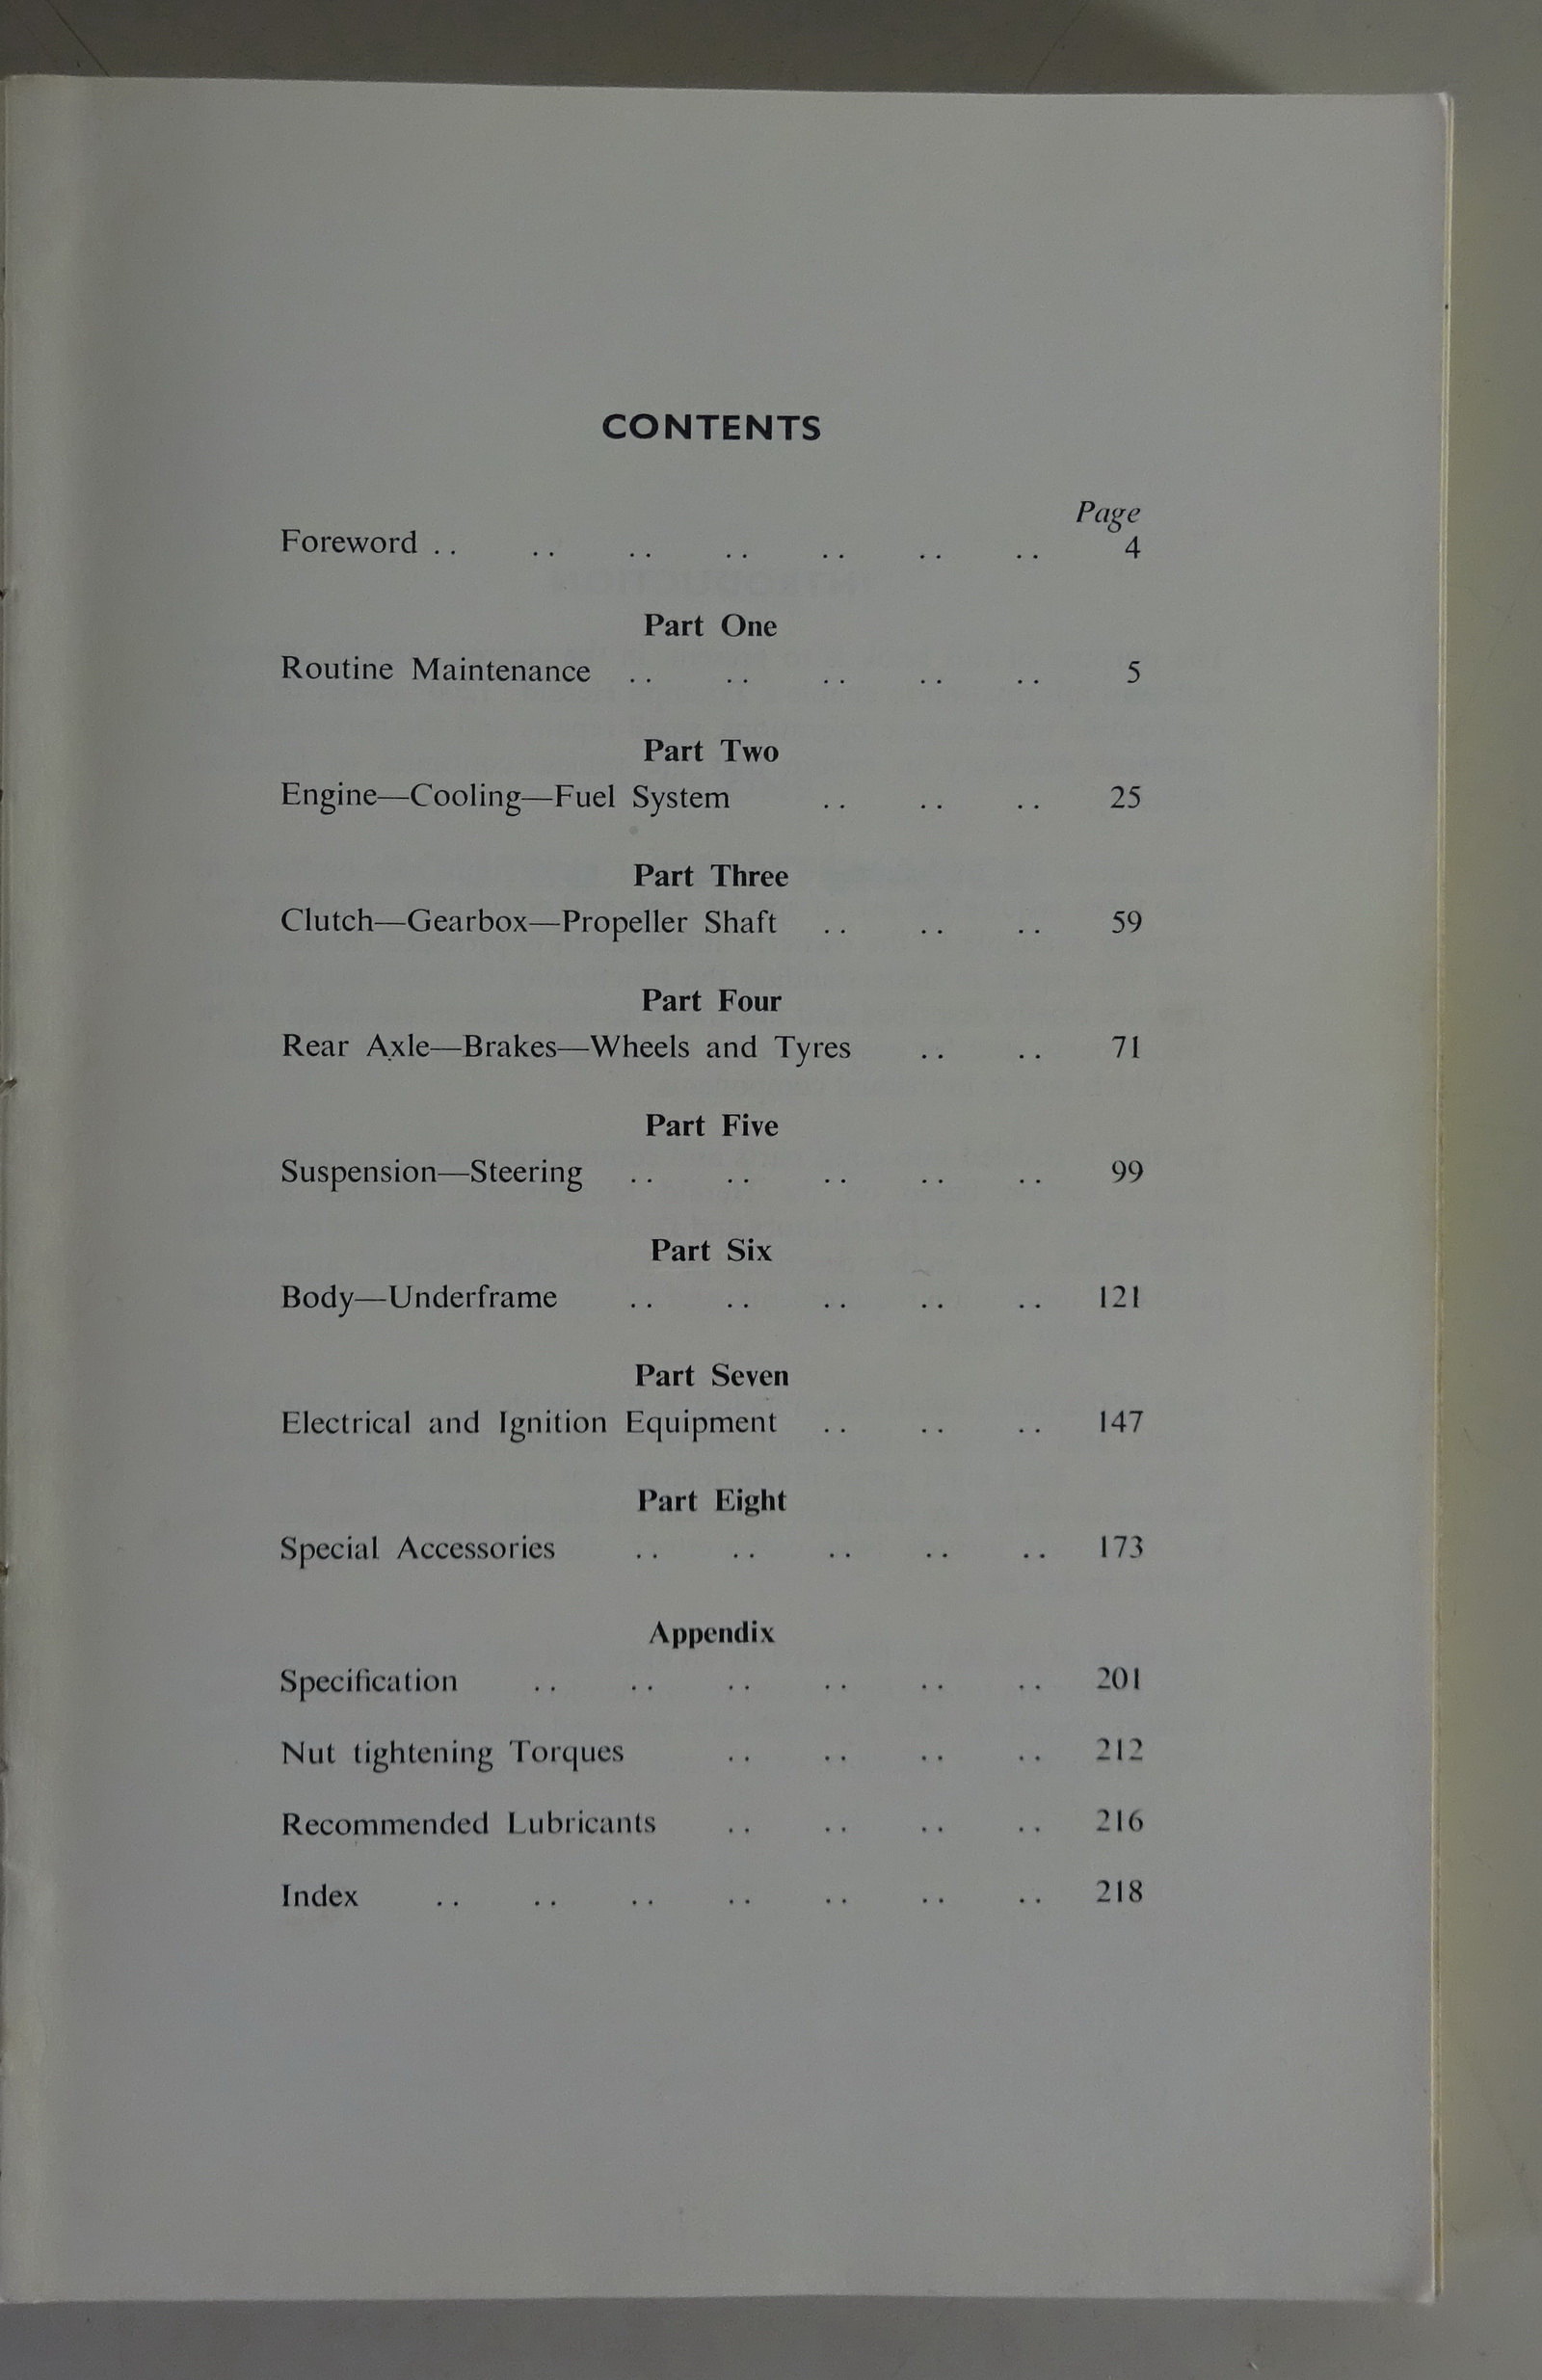 CONTENTS
Page
Foreword .. .. .. .. .. .. .. 4
Part One
Routine Maintenance .. .. .. .. .. 5
Part Two
Engine—Cooling—Fuel System .. .. .. 25
Part Three
Clutch—Gearbox—Propeller Shaft .. .. .. 59
Part Four
Rear Axle—Brakes—Wheels and Tyres .. .. 71
Part Five
Suspension—Steering .. .. .. .. .. 99
Part Six
Body—Underframe .. .. .. .. .. 121
Part Seven
Electrical and Ignition Equipment .. .. .. 147
Part Eight
Special Accessories .. .. .. .. .. 173
Appendix
Specification .. .. .. .. .. .. 201
Nut tightening Torques .. .. .. .. 212
Recommended Lubricants .. .. .. .. 216
Index .. .. .. .. .. .. .. 218